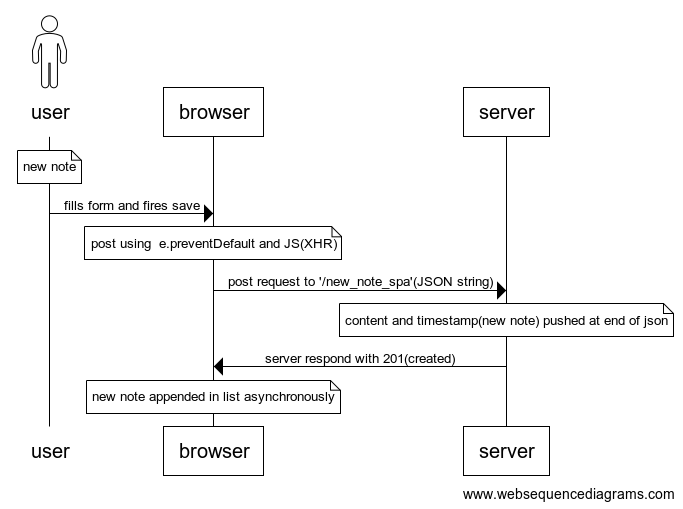 user
browser
server
new note
fills form and fires save
post using  e.preventDefault and JS(XHR)
post request to '/new_note_spa'(JSON string)
content and timestamp(new note) pushed at end of json
server respond with 201(created)
new note appended in list asynchronously
user
browser
server
www.websequencediagrams.com